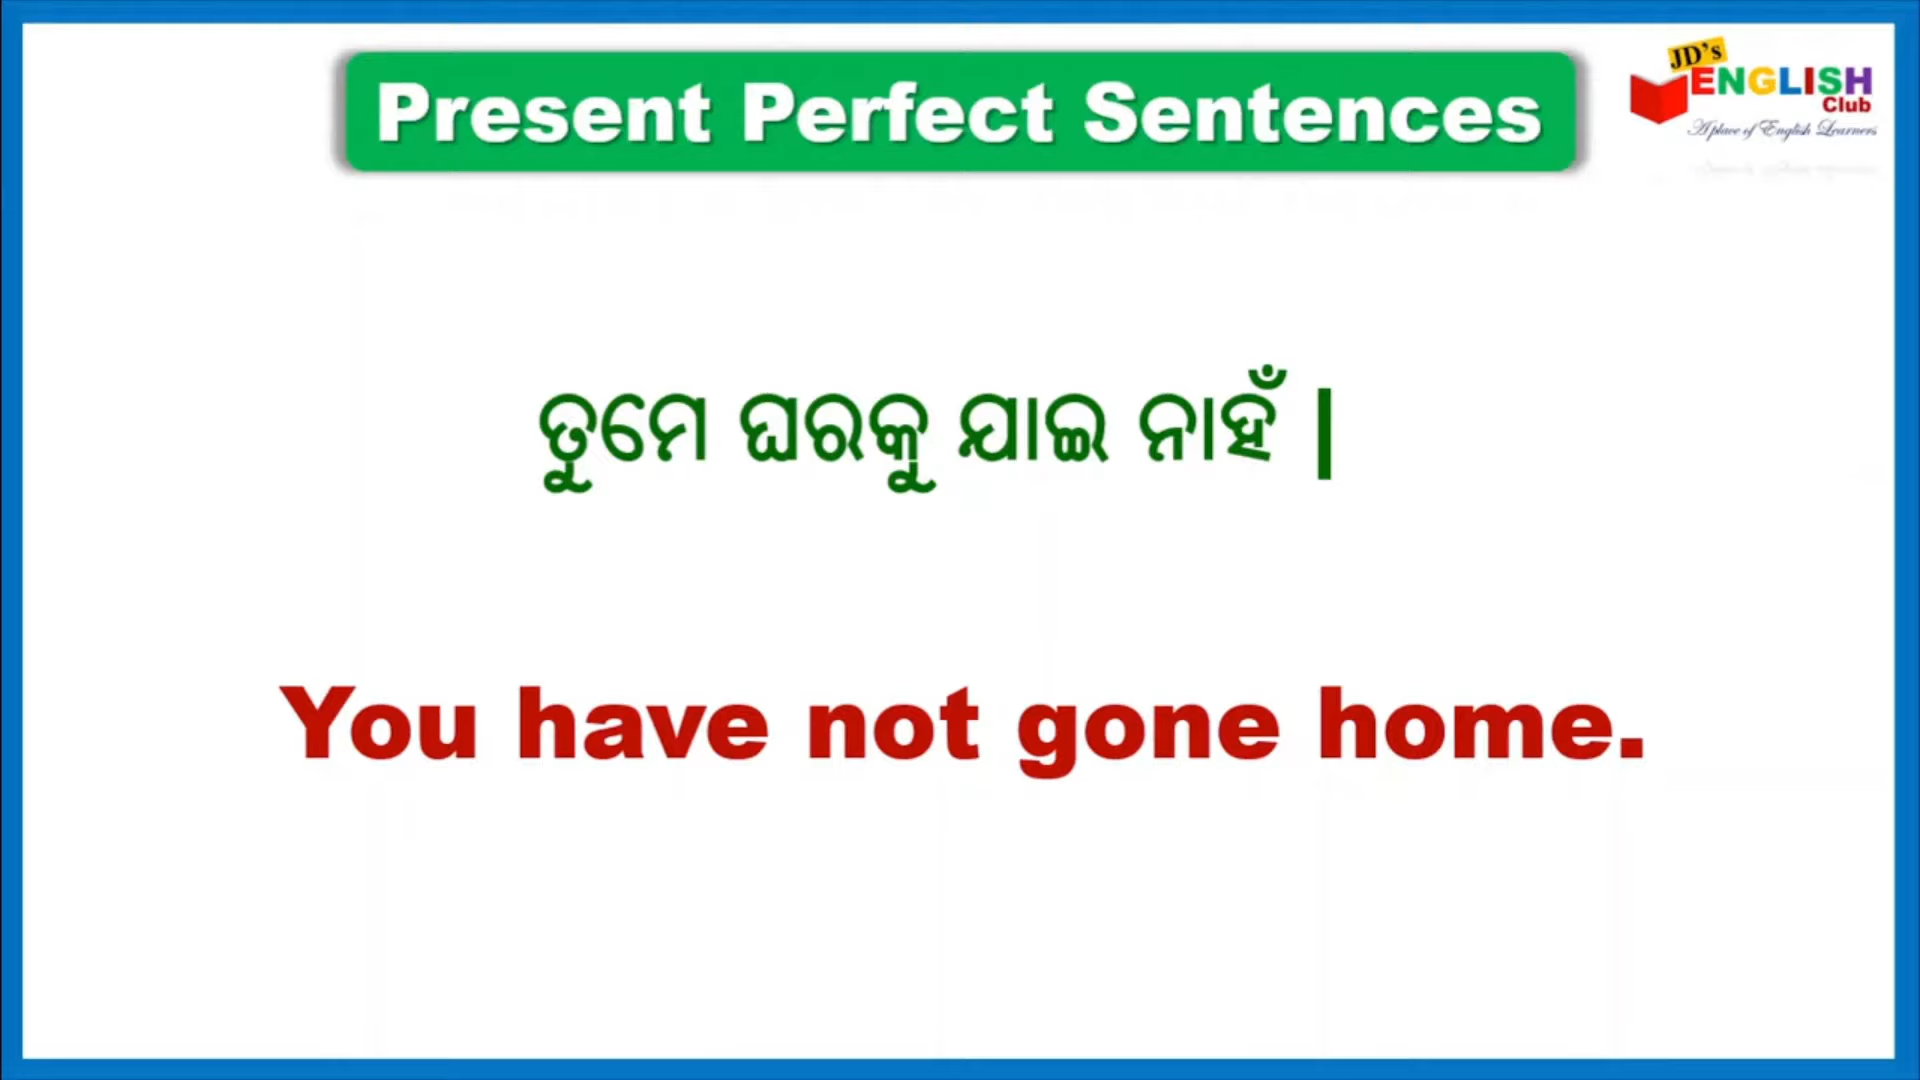 Present Perfect Sentences
JD's
ENGLISH
Club
A place of English Learners
ତୁମେ ଘରକୁ ଯାଇ ନାହଁ |
You have not gone home.